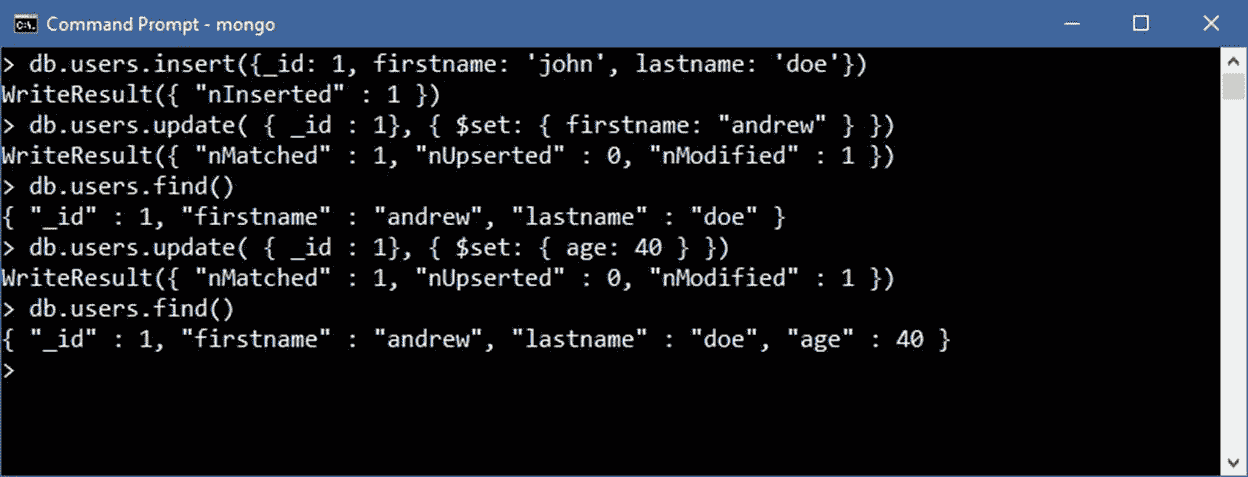 Command Prompt - mongo
> db.users.insert({_id: 1, firstname: 'john', lastname: 'doe'})
WriteResult({ "nInserted" : 1 })
> db.users.update( { _id : 1}, { $set: { firstname: "andrew" } })
WriteResult({ "nMatched" : 1, "nUpserted" : 0, "nModified" : 1 })
> db.users.find()
{ "_id" : 1, "firstname" : "andrew", "lastname" : "doe" }
> db.users.update( { _id : 1}, { $set: { age: 40 } })
WriteResult({ "nMatched" : 1, "nUpserted" : 0, "nModified" : 1 })
> db.users.find()
{ "_id" : 1, "firstname" : "andrew", "lastname" : "doe", "age" : 40 }
>